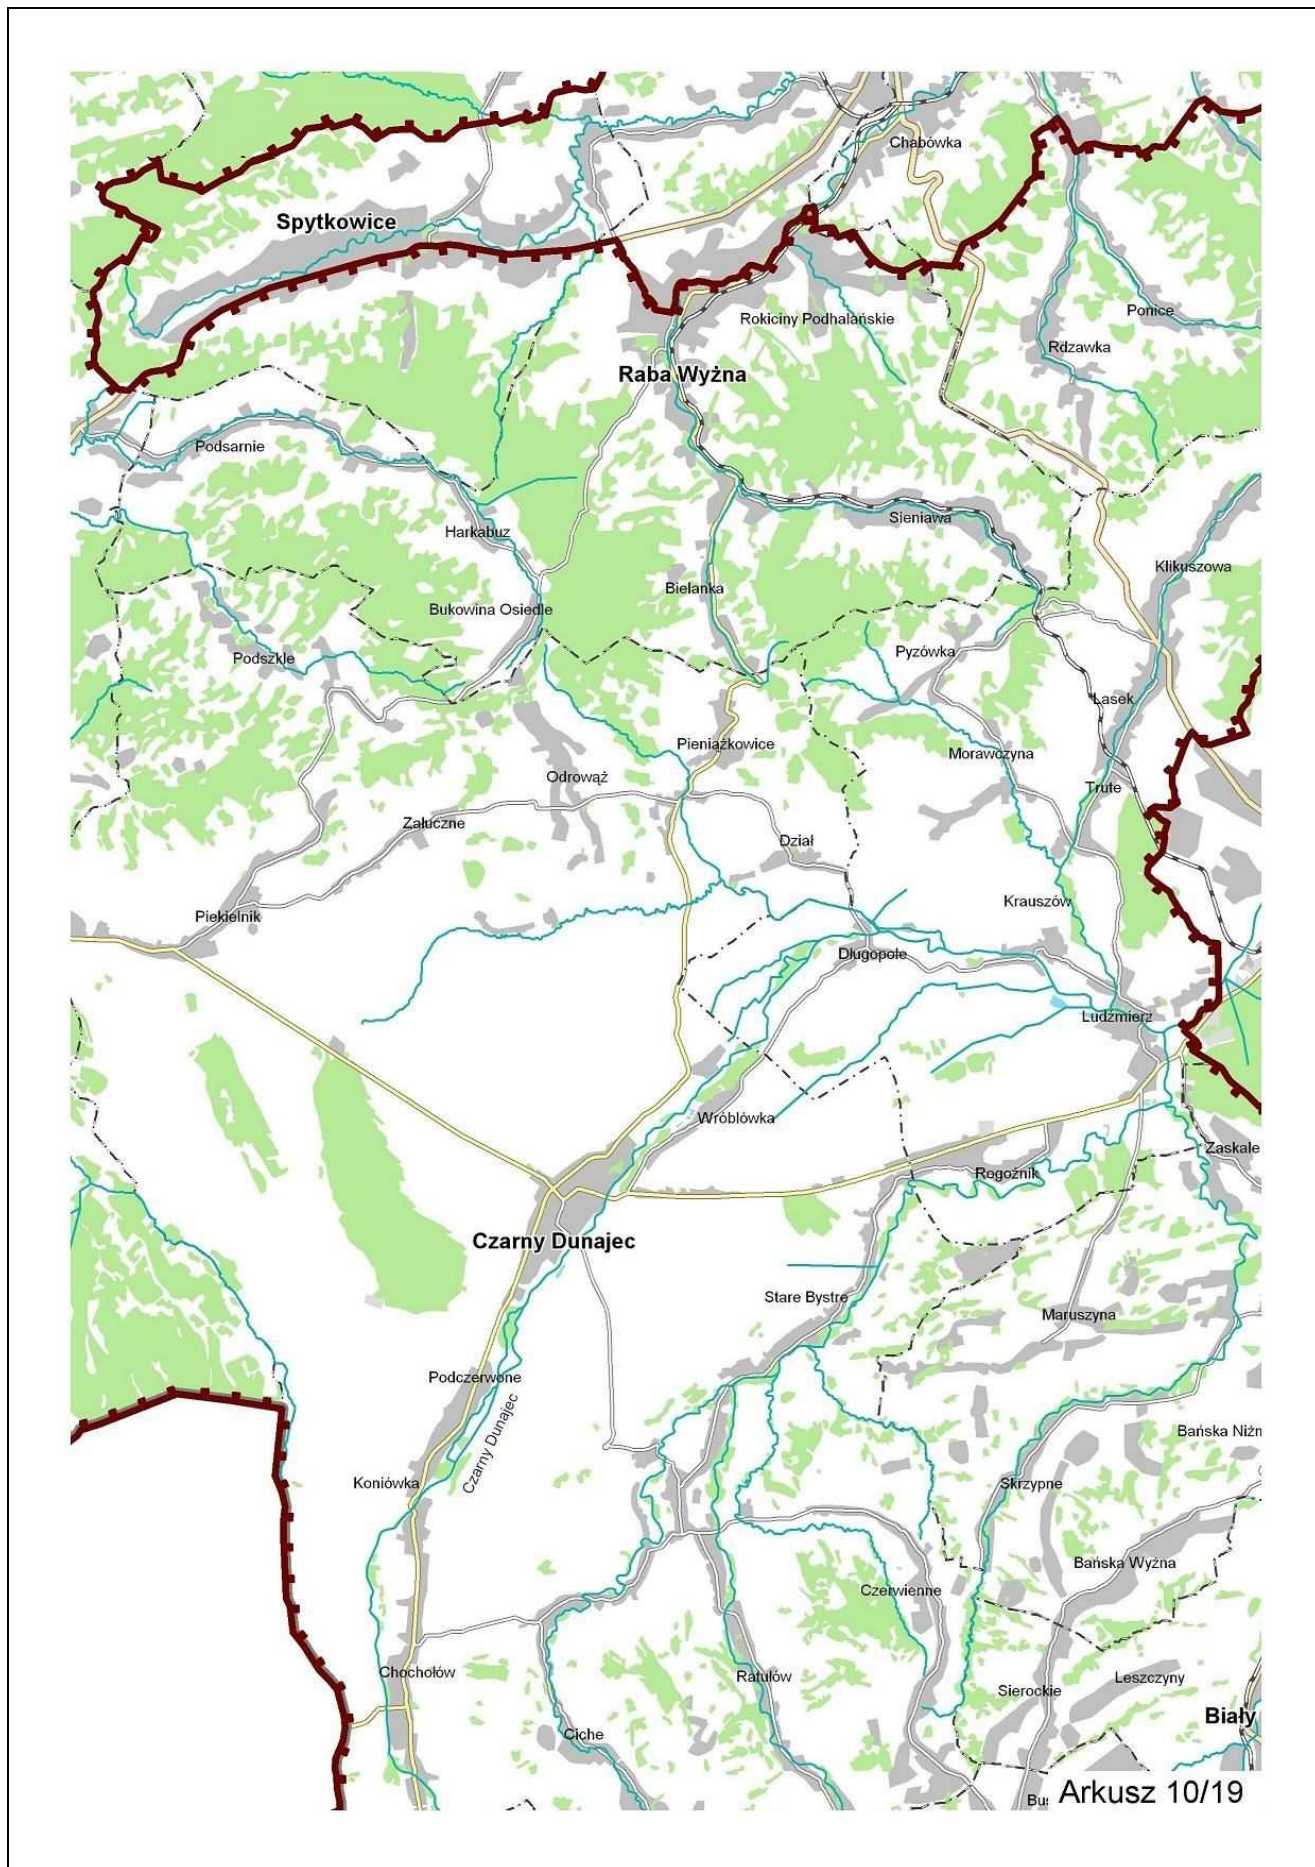 Chabówka
Spytkowice
Ponice
Rokiciny Podhalańskie
Rdzawka
Raba Wyżna
Podsarnie
Sieniawa
Harkabuz
Klikuszowa
Bielanka
Bukowina Osiedle
Pyzówka
Podszkle
Lasek
Pieniążkowice
Morawczyna
Odrowąż
Trute
Załuczne
Dział
Krauszów
Piekielnik
Długopole
Ludźmierz
Wróblówka
Zaskale
Rogoźnik
Czarny Dunajec
Stare Bystre
Maruszyna
Podczerwone
Czarny Dunajec
Bańska Niżn
Koniówka
Skrzypne
Bańska Wyżna
Czerwienne
Chochołów
Ratułów
Leszczyny
Sierockie
Biały
Ciche
Bus
Arkusz 10/19